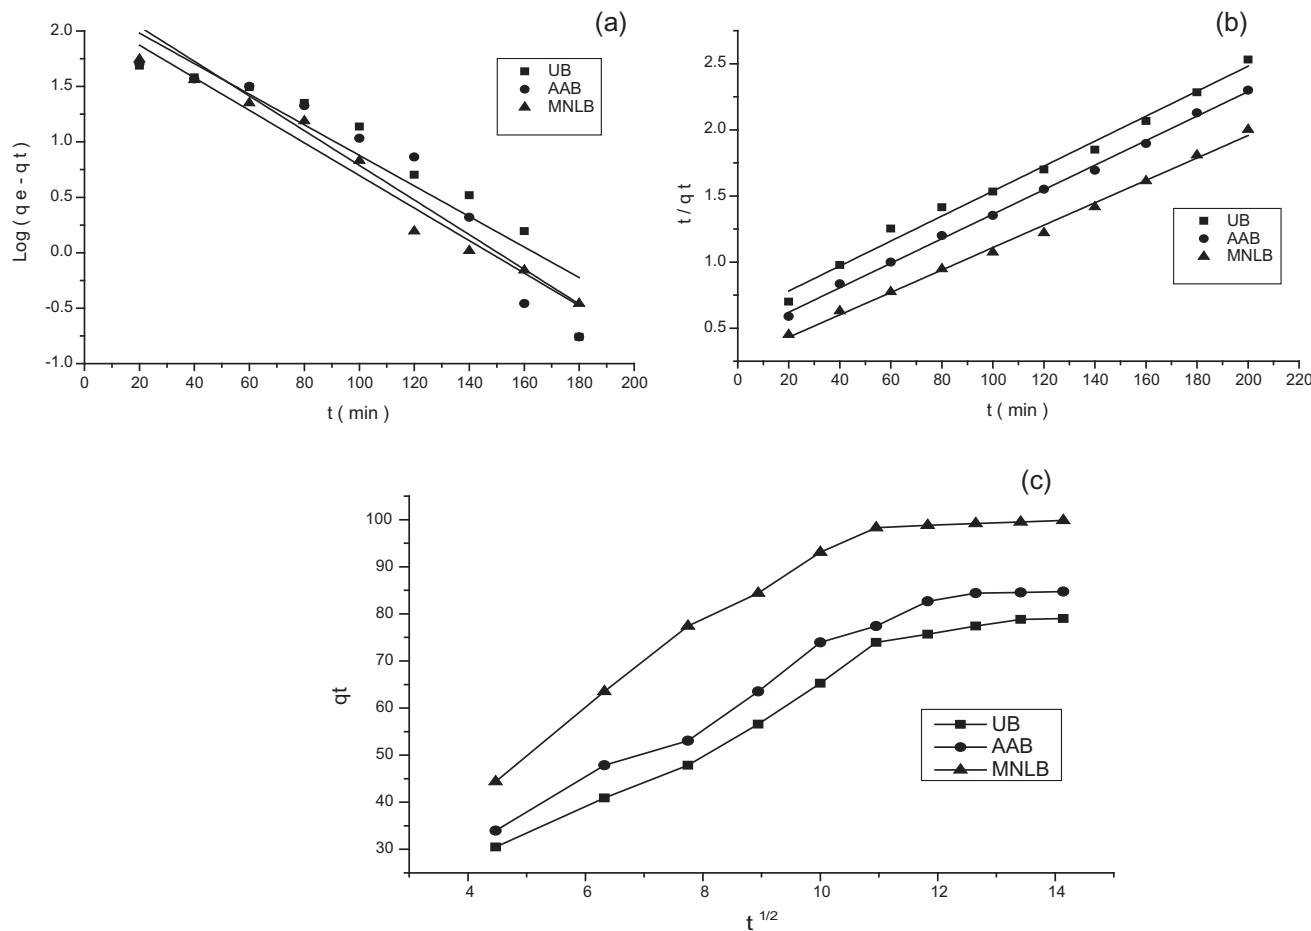 (a)
2.0
1.5
1.0
0.5
0.0
-0.5
-1.0
Log ( q e - q t )
UB
AAB
MNLB
0 20 40 60 80 100 120 140 160 180 200
t ( min )
(b)
2.5
2.0
1.5
1.0
0.5
t / q t
UB
AAB
MNLB
0 20 40 60 80 100 120 140 160 180 200 220
t ( min )
(c)
100
90
80
70
60
50
40
30
qt
UB
AAB
MNLB
4 6 8 10 12 14
t 1/2